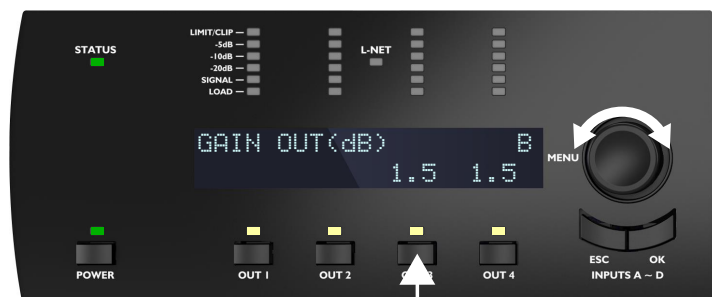 LIMIT/CLIP
-5dB
-10dB
-20dB
SIGNAL
LOAD
STATUS
L-NET
GAIN OUT(dB) B
1.5 1.5
MENU
POWER
OUT 1
OUT 2
OUT 4
ESC OK
INPUTS A ~ D